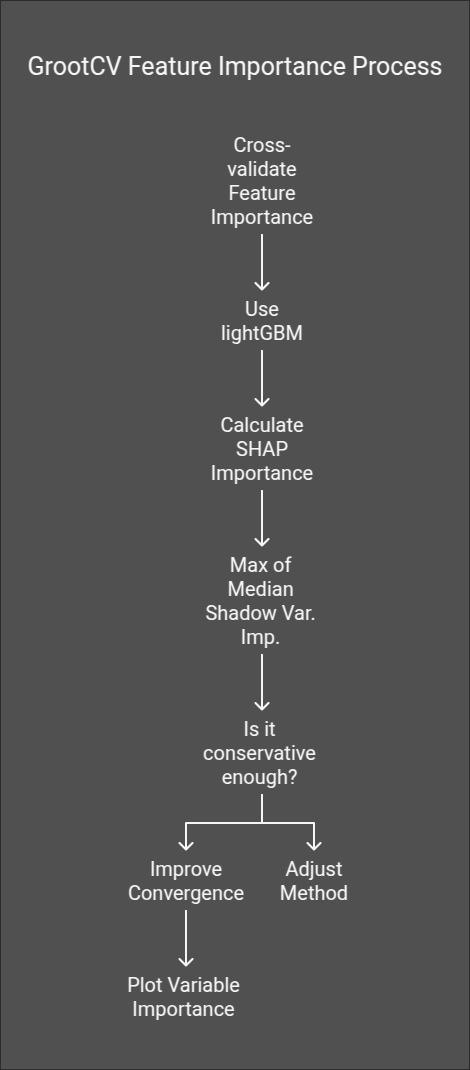 GrootCV Feature Importance Process
Cross-
validate
Feature
Importance
Use
lightGBM
Calculate
SHAP
Importance
Max of
Median
Shadow Var.
Imp.
Is it
conservative
enough?
Improve
Convergence
Adjust
Method
Plot Variable
Importance